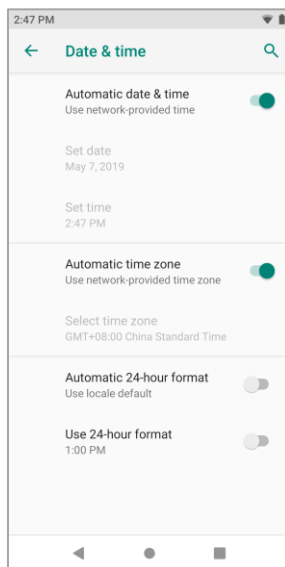 2:47 PM
Date & time
Automatic date & time
Use network-provided time
Set date
May 7, 2019
Set time
2:47 PM
Automatic time zone
Use network-provided time zone
Select time zone
GMT+08:00 China Standard Time
Automatic 24-hour format
Use locale default
Use 24-hour format
1:00 PM